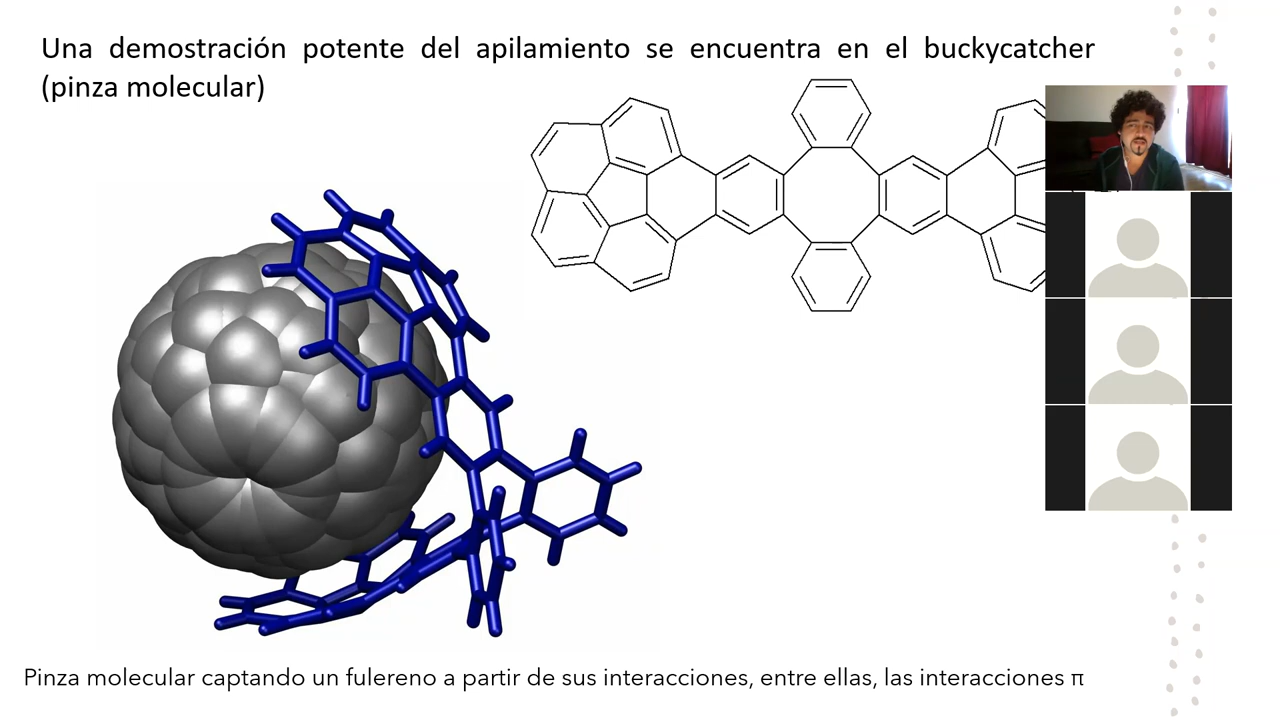 Una demostración potente del apilamiento se encuentra en el buckycatcher
(pinza molecular)
Pinza molecular captando un fulereno a partir de sus interacciones, entre ellas, las interacciones π